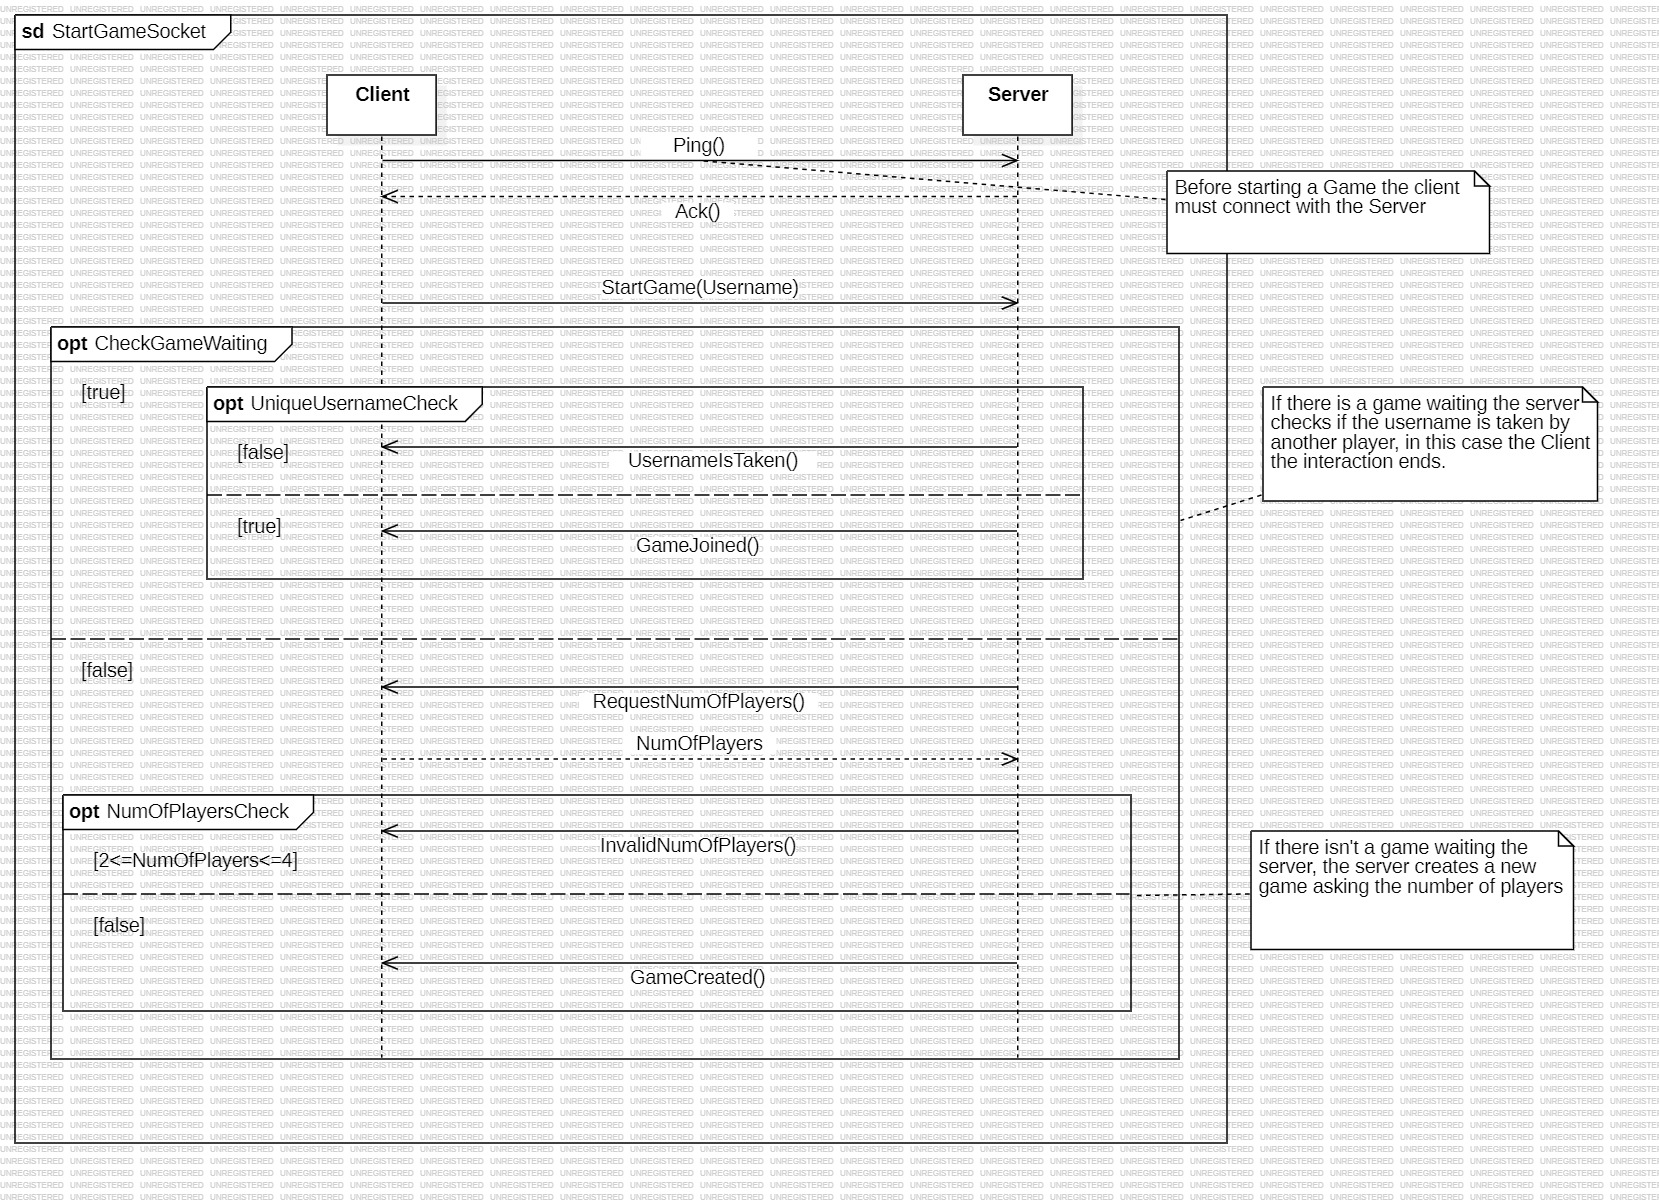 sd StartGameSocket
Client
Server
Ping()
Before starting a Game the client
must connect with the Server
Ack()
StartGame(Username)
opt CheckGameWaiting
[true]
opt UniqueUsernameCheck
If there is a game waiting the server
checks if the username is taken by
another player, in this case the Client
the interaction ends.
[false]
UsernameIsTaken()
[true]
GameJoined()
[false]
RequestNumOfPlayers()
NumOfPlayers
opt NumOfPlayersCheck
InvalidNumOfPlayers()
[2<=NumOfPlayers<=4]
If there isn't a game waiting the
server, the server creates a new
game asking the number of players
[false]
GameCreated()
UNREGISTERED